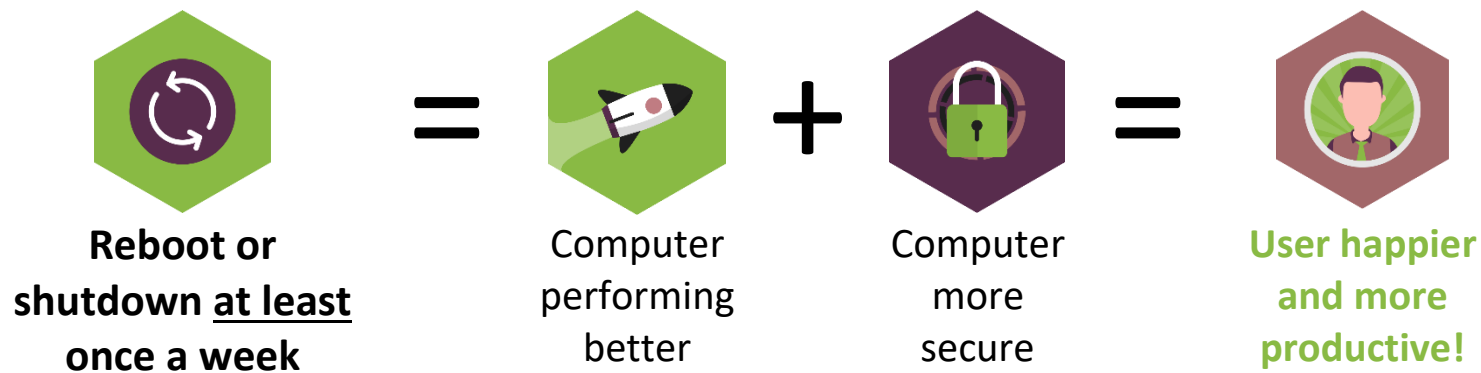 Reboot or
shutdown at least
once a week
=
Computer
performing
better
+
Computer
more
secure
=
User happier
and more
productive!